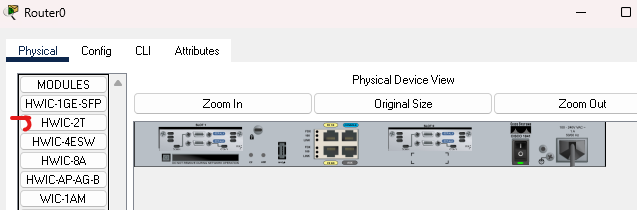 Router0
Physical
Config
CLI
Attributes
MODULES
HWIC-1GE-SFP
HWIC-2T
HWIC-4ESW
HWIC-8A
HWIC-AP-AG-B
WIC-1AM
Physical Device View
Zoom In
Original Size
Zoom Out